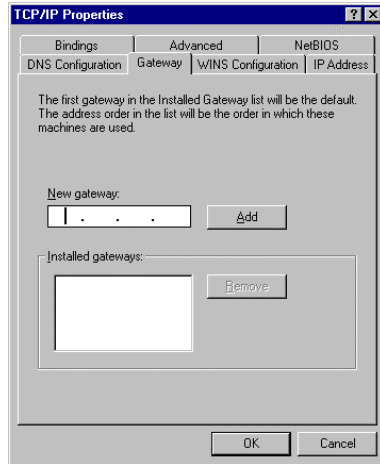 TCP/IP Properties
Bindings Advanced NetBIOS
DNS Configuration Gateway WINS Configuration IP Address
The first gateway in the Installed Gateway list will be the default.
The address order in the list will be the order in which these
machines are used.
New gateway:
. . . Add
Installed gateways:
Remove
OK Cancel